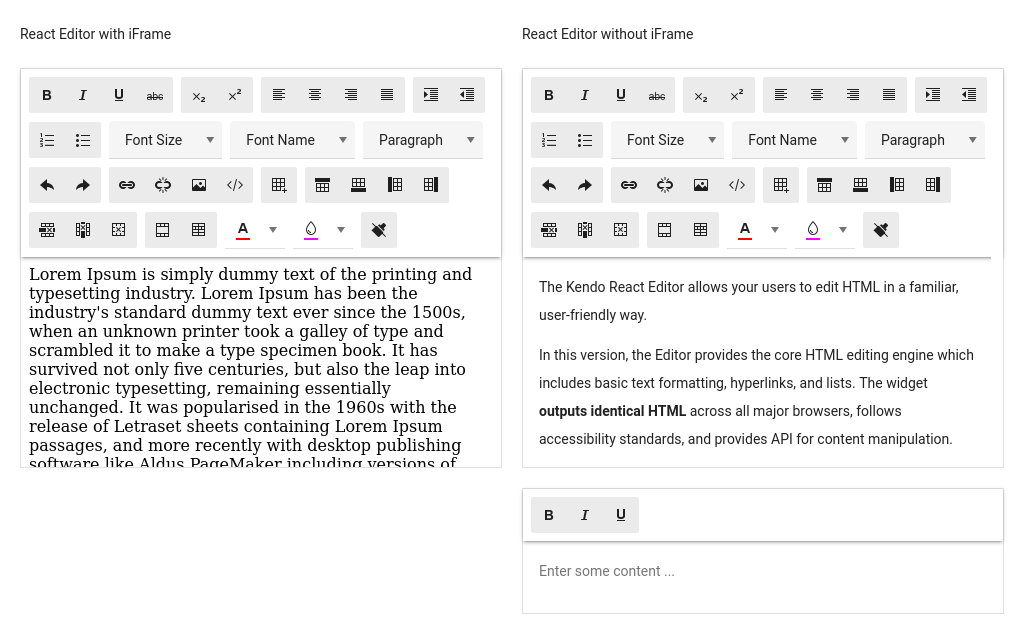 React Editor with iFrame
B I U abc X₂ X²
Font Size Font Name Paragraph
A
Lorem Ipsum is simply dummy text of the printing and
typesetting industry. Lorem Ipsum has been the
industry's standard dummy text ever since the 1500s,
when an unknown printer took a galley of type and
scrambled it to make a type specimen book. It has
survived not only five centuries, but also the leap into
electronic typesetting, remaining essentially
unchanged. It was popularised in the 1960s with the
release of Letraset sheets containing Lorem Ipsum
passages, and more recently with desktop publishing
software like Aldus PageMaker including versions of
React Editor without iFrame
B I U abc X₂ X²
Font Size Font Name Paragraph
A
The Kendo React Editor allows your users to edit HTML in a familiar,
user-friendly way.
In this version, the Editor provides the core HTML editing engine which
includes basic text formatting, hyperlinks, and lists. The widget
outputs identical HTML across all major browsers, follows
accessibility standards, and provides API for content manipulation.
B I U
Enter some content ...